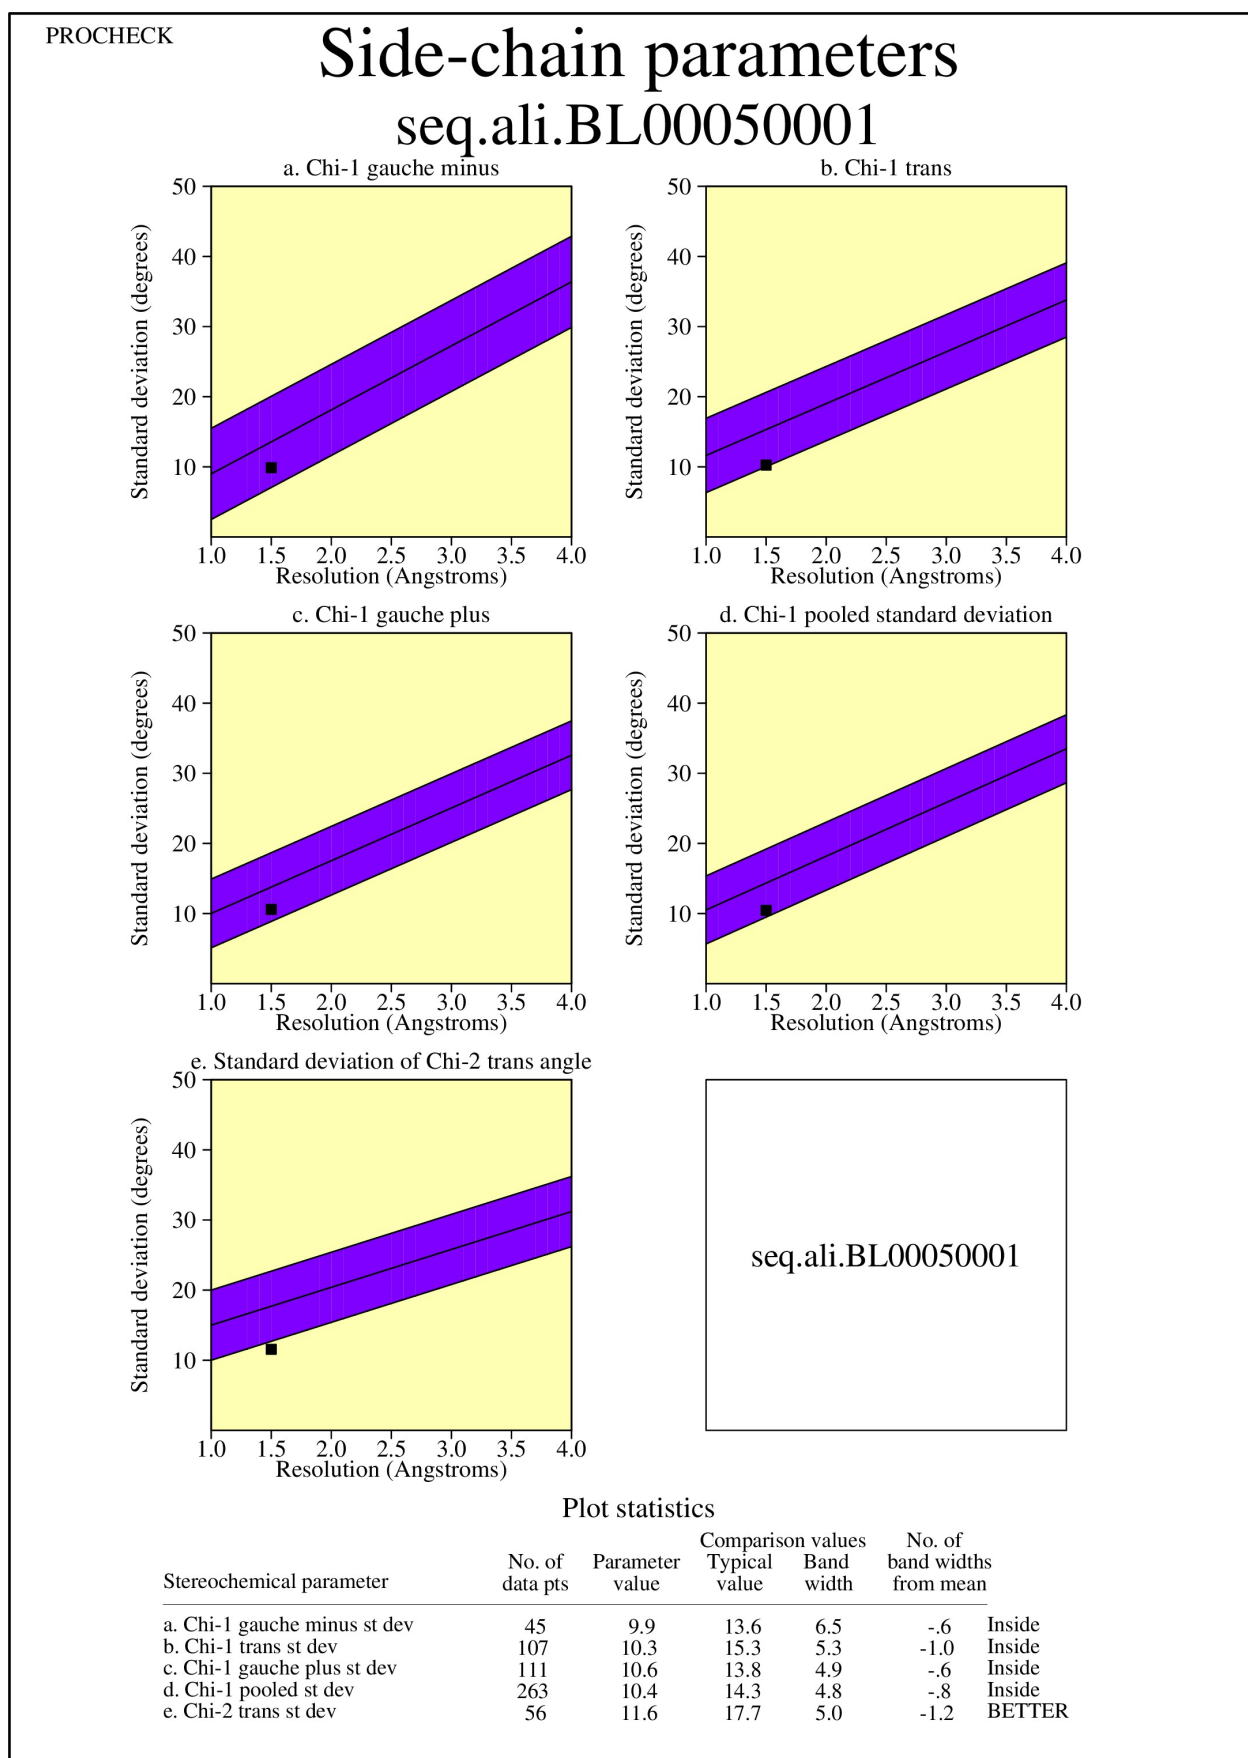 PROCHECK
Side-chain parameters
seq.ali.BL00050001
a. Chi-1 gauche minus
50
40
30
20
10
Standard deviation (degrees)
1.0 1.5 2.0 2.5 3.0 3.5 4.0
Resolution (Angstroms)
b. Chi-1 trans
50
40
30
20
10
Standard deviation (degrees)
1.0 1.5 2.0 2.5 3.0 3.5 4.0
Resolution (Angstroms)
c. Chi-1 gauche plus
50
40
30
20
10
Standard deviation (degrees)
1.0 1.5 2.0 2.5 3.0 3.5 4.0
Resolution (Angstroms)
d. Chi-1 pooled standard deviation
50
40
30
20
10
Standard deviation (degrees)
1.0 1.5 2.0 2.5 3.0 3.5 4.0
Resolution (Angstroms)
e. Standard deviation of Chi-2 trans angle
50
40
30
20
10
Standard deviation (degrees)
1.0 1.5 2.0 2.5 3.0 3.5 4.0
Resolution (Angstroms)
seq.ali.BL00050001
Plot statistics
Comparison values No. of
No. of Parameter Typical Band band widths
Stereochemical parameter data pts value value width from mean
a. Chi-1 gauche minus st dev 45 9.9 13.6 6.5 -.6 Inside
b. Chi-1 trans st dev 107 10.3 15.3 5.3 -1.0 Inside
c. Chi-1 gauche plus st dev 111 10.6 13.8 4.9 -.6 Inside
d. Chi-1 pooled st dev 263 10.4 14.3 4.8 -.8 Inside
e. Chi-2 trans st dev 56 11.6 17.7 5.0 -1.2 BETTER